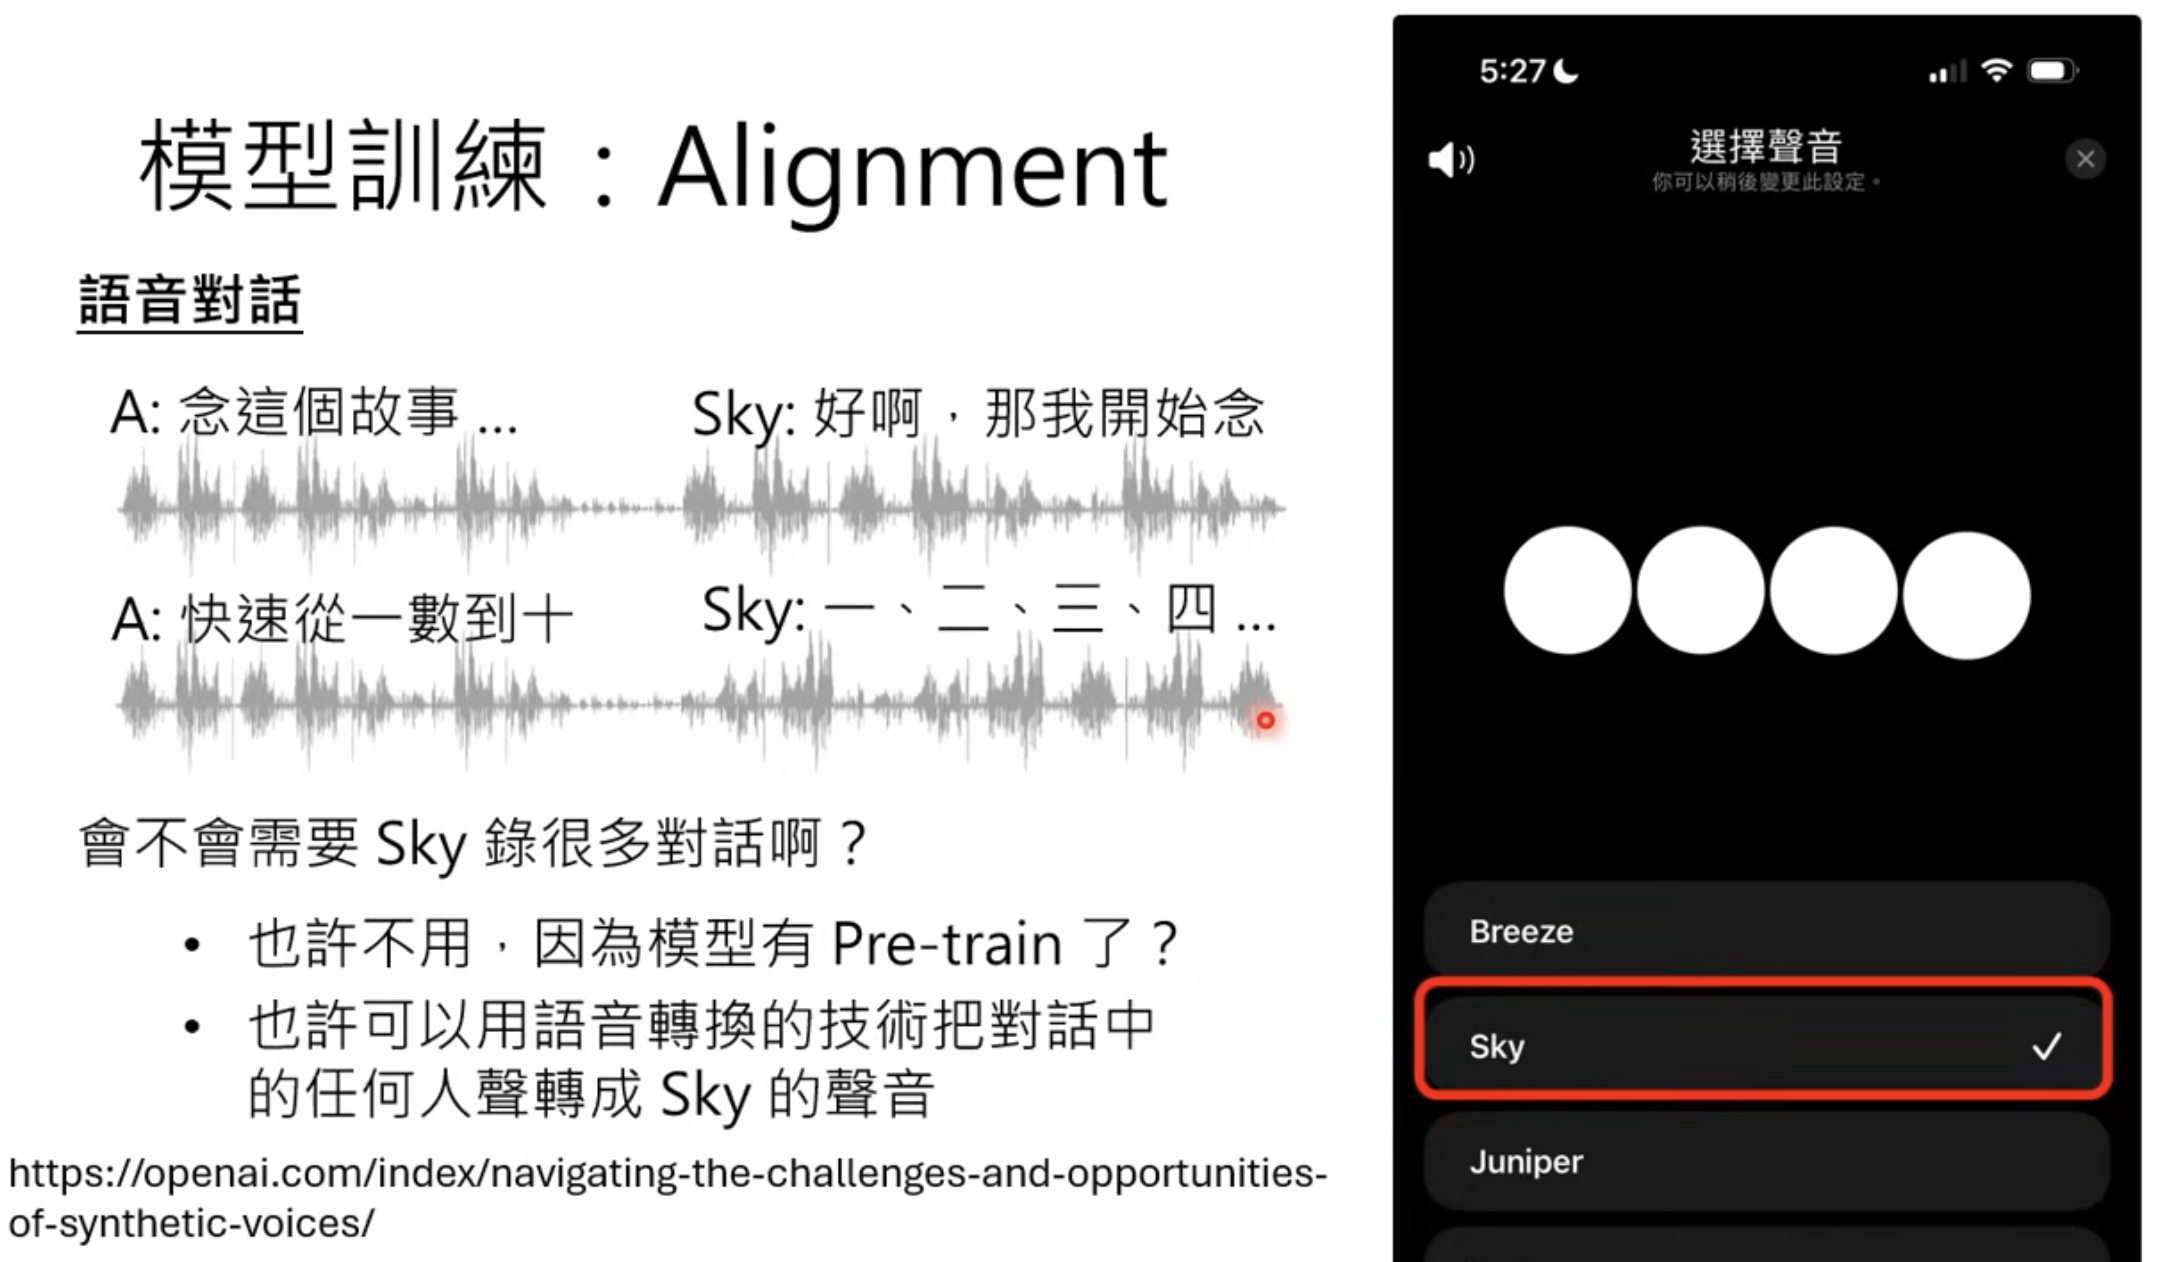 模型訓練：Alignment
語音對話
A: 念這個故事 ...
Sky: 好啊，那我開始念
A: 快速從一數到十
Sky: 一、二、三、四 ...
會不會需要 Sky 錄很多對話啊？
• 也許不用，因為模型有 Pre-train 了？
• 也許可以用語音轉換的技術把對話中
的任何人聲轉成 Sky 的聲音
https://openai.com/index/navigating-the-challenges-and-opportunities-
of-synthetic-voices/
5:27
選擇聲音
你可以稍後變更此設定。
Breeze
Sky
Juniper